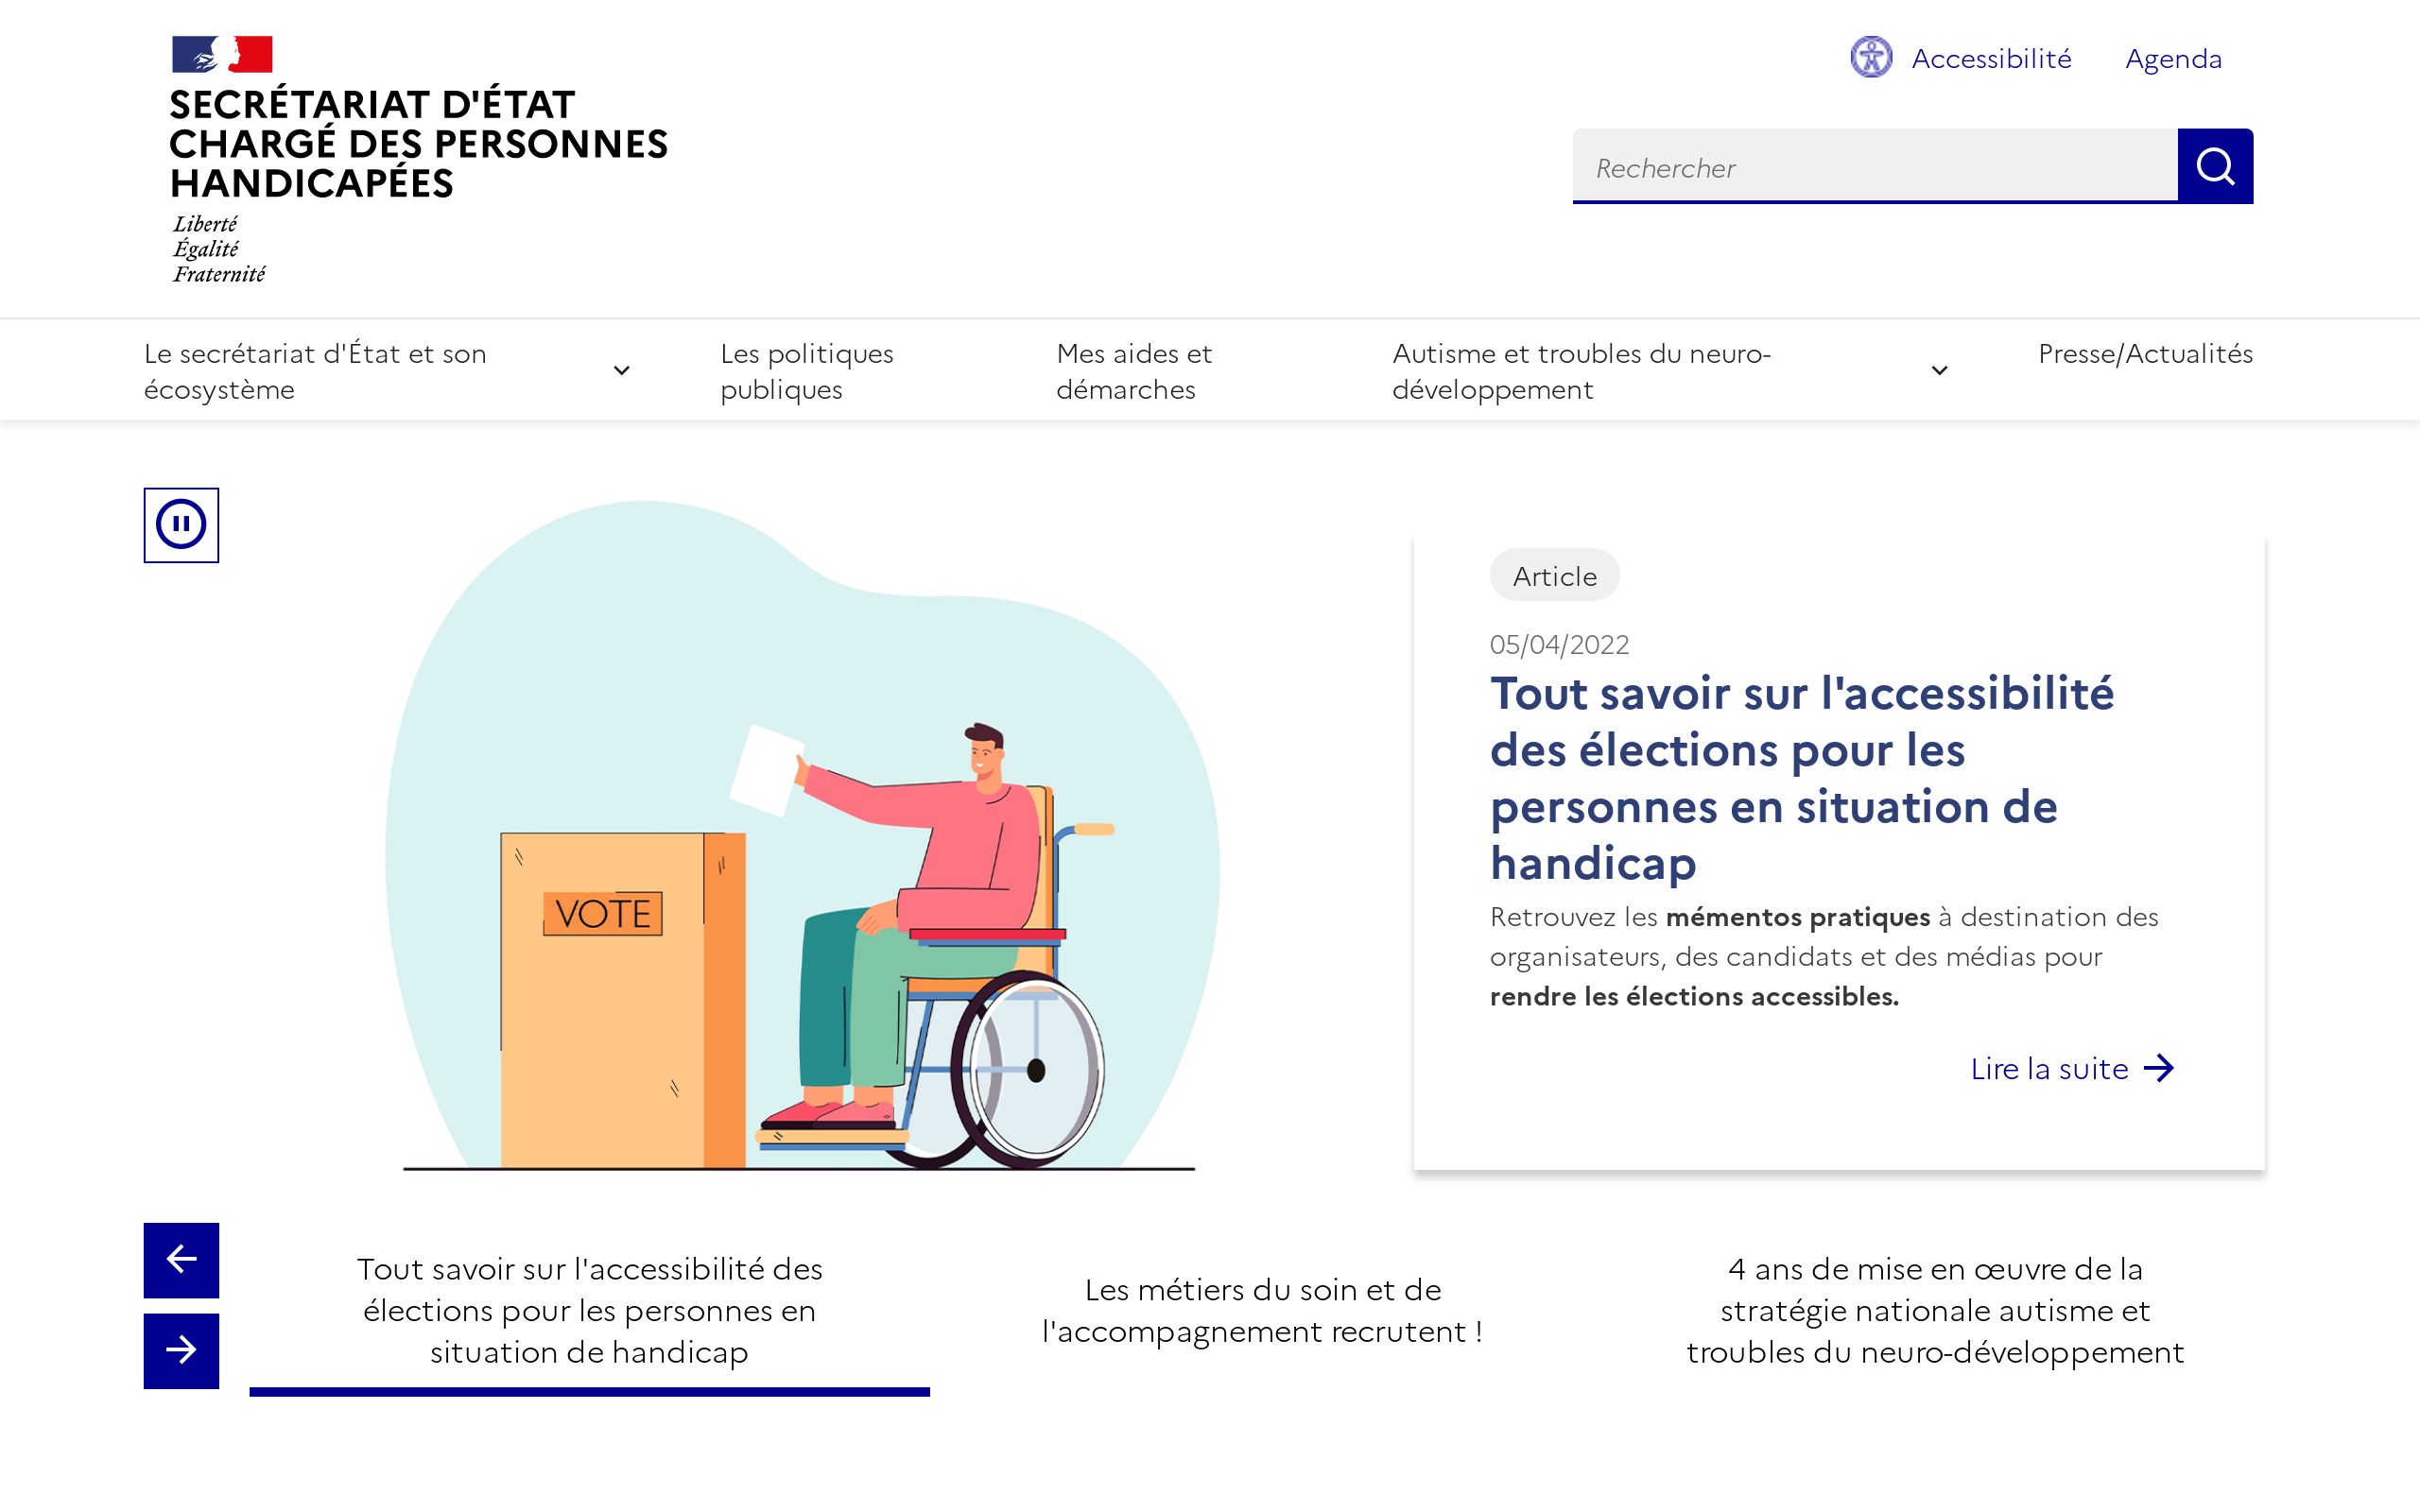 SECRÉTARIAT D'ÉTAT
CHARGÉ DES PERSONNES
HANDICAPÉES
Liberté
Égalité
Fraternité
Accessibilité
Agenda
Rechercher
Le secrétariat d'État et son
écosystème
Les politiques
publiques
Mes aides et
démarches
Autisme et troubles du neuro-
développement
Presse/Actualités
VOTE
Article
05/04/2022
Tout savoir sur l'accessibilité
des élections pour les
personnes en situation de
handicap
Retrouvez les mémentos pratiques à destination des
organisateurs, des candidats et des médias pour
rendre les élections accessibles.
Lire la suite
Tout savoir sur l'accessibilité des
élections pour les personnes en
situation de handicap
Les métiers du soin et de
l'accompagnement recrutent !
4 ans de mise en œuvre de la
stratégie nationale autisme et
troubles du neuro-développement